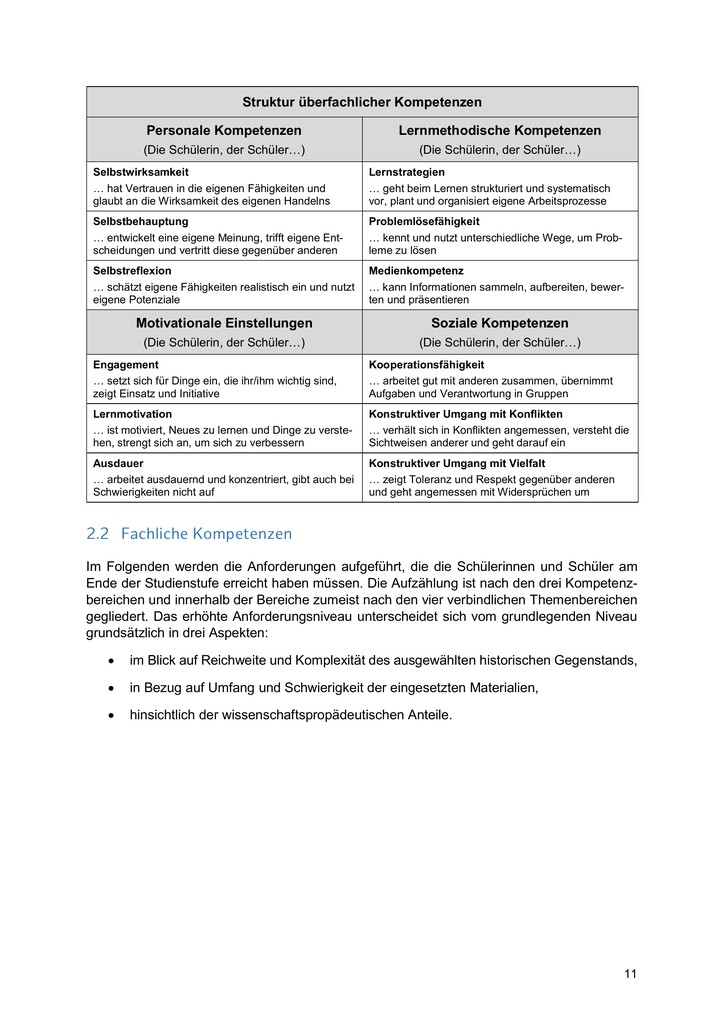 Struktur überfachlicher Kompetenzen
Personale Kompetenzen
(Die Schülerin, der Schüler…)
Lernmethodische Kompetenzen
(Die Schülerin, der Schüler…)
Selbstwirksamkeit
… hat Vertrauen in die eigenen Fähigkeiten und
glaubt an die Wirksamkeit des eigenen Handelns
Lernstrategien
… geht beim Lernen strukturiert und systematisch
vor, plant und organisiert eigene Arbeitsprozesse
Selbstbehauptung
… entwickelt eine eigene Meinung, trifft eigene Ent-
scheidungen und vertritt diese gegenüber anderen
Problemlösefähigkeit
… kennt und nutzt unterschiedliche Wege, um Prob-
leme zu lösen
Selbstreflexion
… schätzt eigene Fähigkeiten realistisch ein und nutzt
eigene Potenziale
Medienkompetenz
… kann Informationen sammeln, aufbereiten, bewer-
ten und präsentieren
Motivationale Einstellungen
(Die Schülerin, der Schüler…)
Soziale Kompetenzen
(Die Schülerin, der Schüler…)
Engagement
… setzt sich für Dinge ein, die ihr/ihm wichtig sind,
zeigt Einsatz und Initiative
Kooperationsfähigkeit
… arbeitet gut mit anderen zusammen, übernimmt
Aufgaben und Verantwortung in Gruppen
Lernmotivation
… ist motiviert, Neues zu lernen und Dinge zu verste-
hen, strengt sich an, um sich zu verbessern
Konstruktiver Umgang mit Konflikten
… verhält sich in Konflikten angemessen, versteht die
Sichtweisen anderer und geht darauf ein
Ausdauer
… arbeitet ausdauernd und konzentriert, gibt auch bei
Schwierigkeiten nicht auf
Konstruktiver Umgang mit Vielfalt
… zeigt Toleranz und Respekt gegenüber anderen
und geht angemessen mit Widersprüchen um
2.2 Fachliche Kompetenzen
Im Folgenden werden die Anforderungen aufgeführt, die die Schülerinnen und Schüler am
Ende der Studienstufe erreicht haben müssen. Die Aufzählung ist nach den drei Kompetenz-
bereichen und innerhalb der Bereiche zumeist nach den vier verbindlichen Themenbereichen
gegliedert. Das erhöhte Anforderungsniveau unterscheidet sich vom grundlegenden Niveau
grundsätzlich in drei Aspekten:
• im Blick auf Reichweite und Komplexität des ausgewählten historischen Gegenstands,
• in Bezug auf Umfang und Schwierigkeit der eingesetzten Materialien,
• hinsichtlich der wissenschaftspropädeutischen Anteile.
11